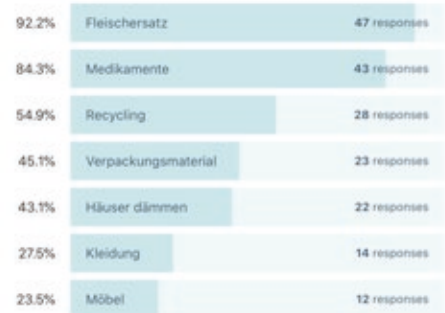 92.2% Fleischersatz 47 responses
84.3% Medikamente 43 responses
54.9% Recycling 28 responses
45.1% Verpackungsmaterial 23 responses
43.1% Häuser dämmen 22 responses
27.5% Kleidung 14 responses
23.5% Möbel 12 responses